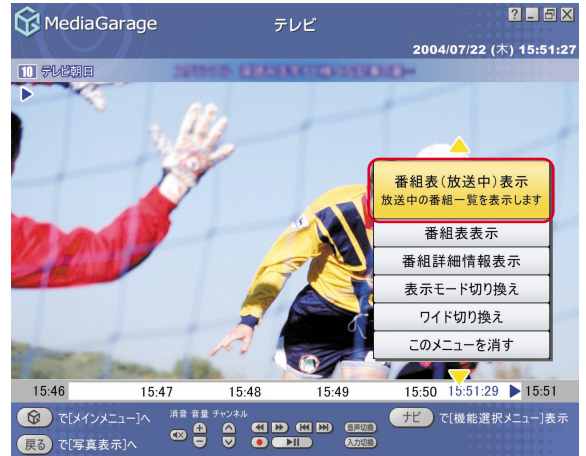 MediaGarage
テレビ
2004/07/22 (木) 15:51:27
10 テレビ朝日
番組表(放送中)表示
放送中の番組一覧を表示します
番組表表示
番組詳細情報表示
表示モード切り換え
ワイド切り換え
このメニューを消す
15:46 15:47 15:48 15:49 15:50 15:51:29 15:51
で[メインメニュー]へ
消音 音量 チャンネル
音声切換
ナビ で[機能選択メニュー]表示
戻る で[写真表示]へ
入力切換